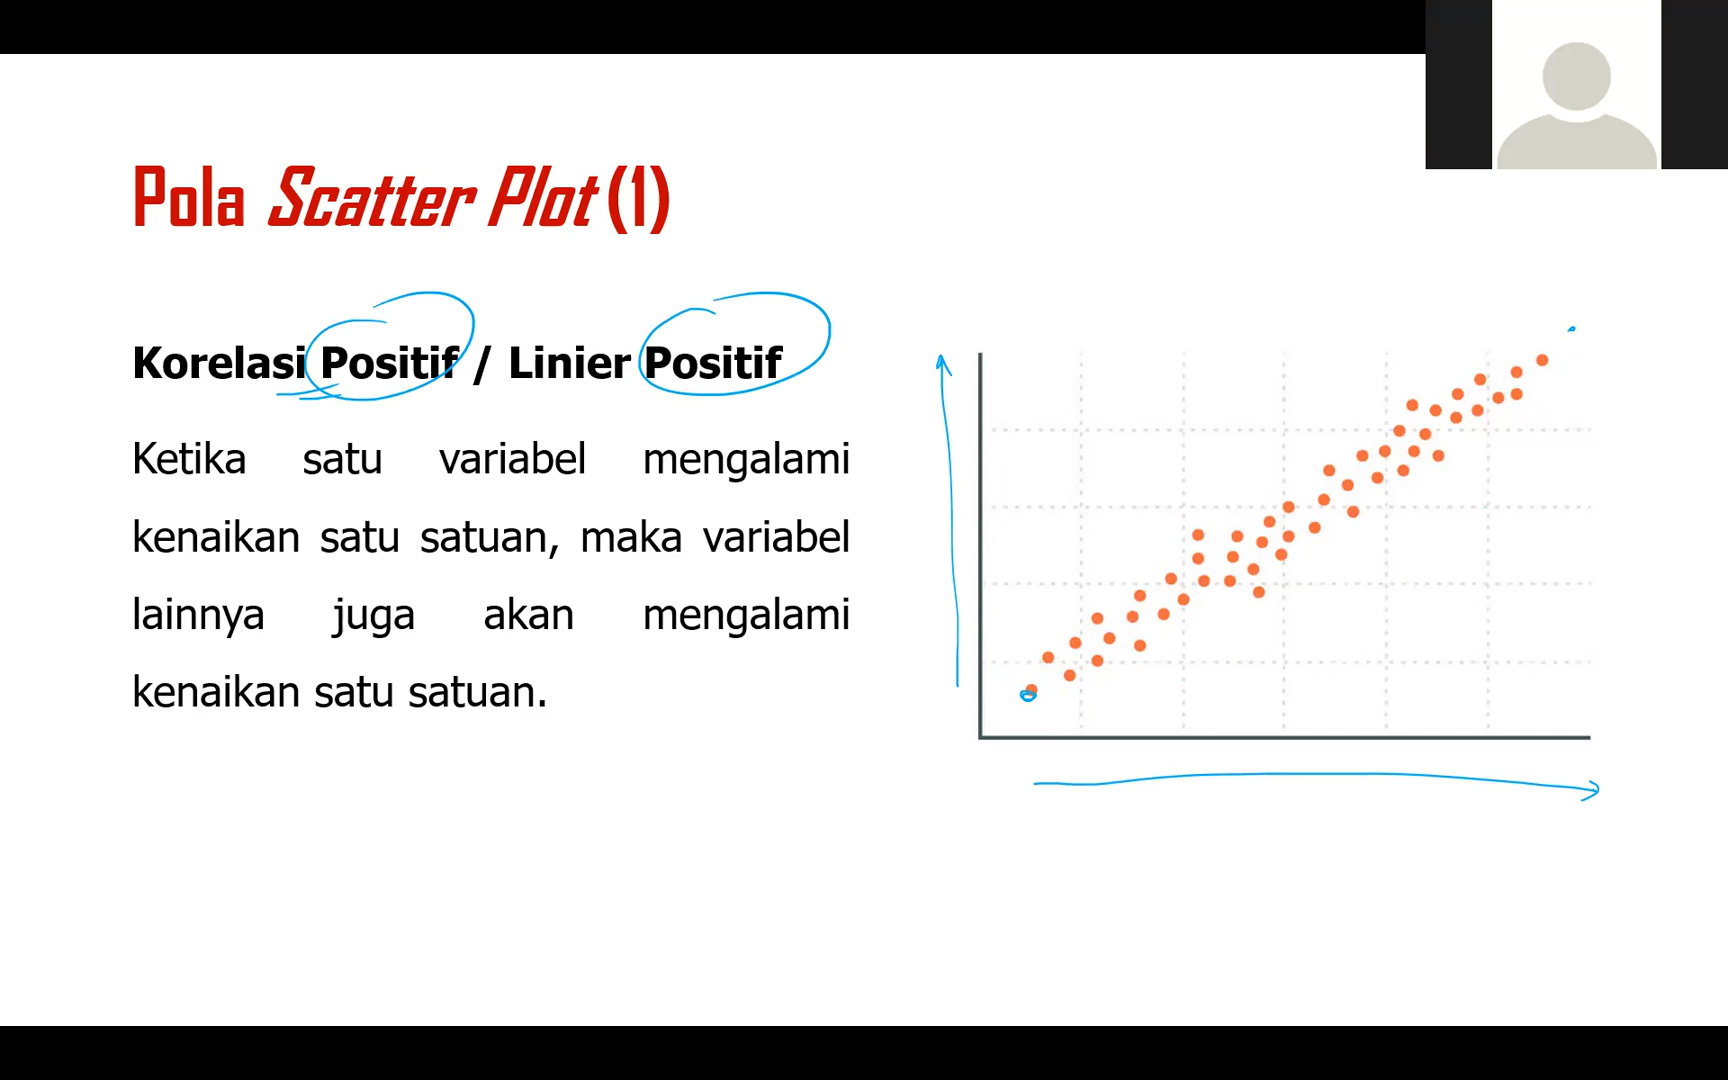 Pola Scatter Plot (1)
Korelasi Positif / Linier Positif
Ketika satu variabel mengalami
kenaikan satu satuan, maka variabel
lainnya juga akan mengalami
kenaikan satu satuan.